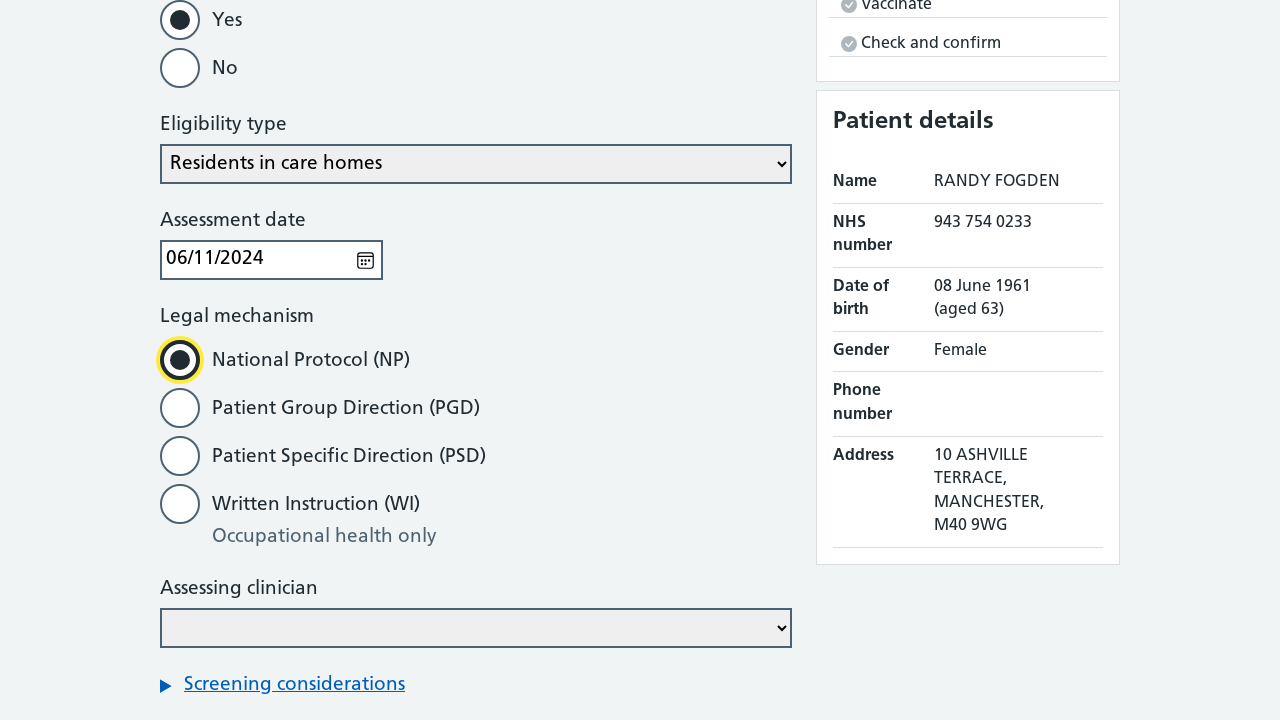 Yes
No
Eligibility type
Residents in care homes
Assessment date
06/11/2024
Legal mechanism
National Protocol (NP)
Patient Group Direction (PGD)
Patient Specific Direction (PSD)
Written Instruction (WI)
Occupational health only
Assessing clinician
Screening considerations
Vaccinate
Check and confirm
Patient details
Name RANDY FOGDEN
NHS 943 754 0233
number
Date of 08 June 1961
birth (aged 63)
Gender Female
Phone
number
Address 10 ASHVILLE
TERRACE,
MANCHESTER,
M40 9WG